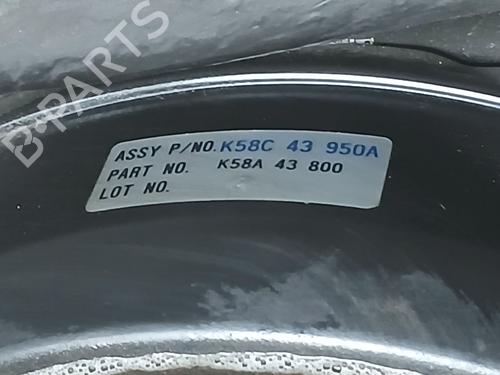 B-PARTS
ASSY P/NO. K58C 43 950A
PART NO. K58A 43 800
LOT NO.